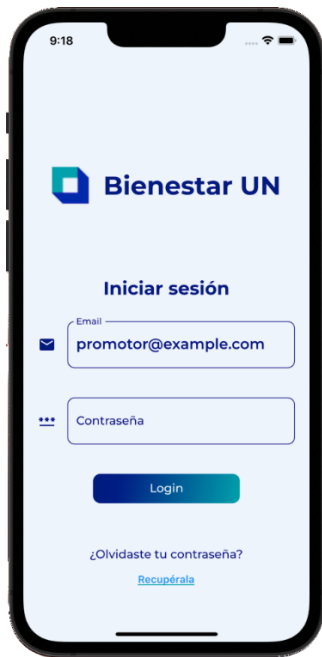 9:18
Bienestar UN
Iniciar sesión
Email
promotor@example.com
Contraseña
Login
¿Olvidaste tu contraseña?
Recupérala